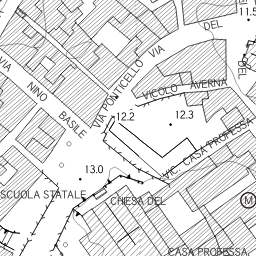 11.5
DEL
VIA
VIA PONTICELLO
DEL
VIA
NINO
BASILE
VICOLO AVERNA
12.2
12.3
VIC. CASA PROFESSA
13.0
SCUOLA STATALE
CHIESA DEL
M
CASA PROFESSA